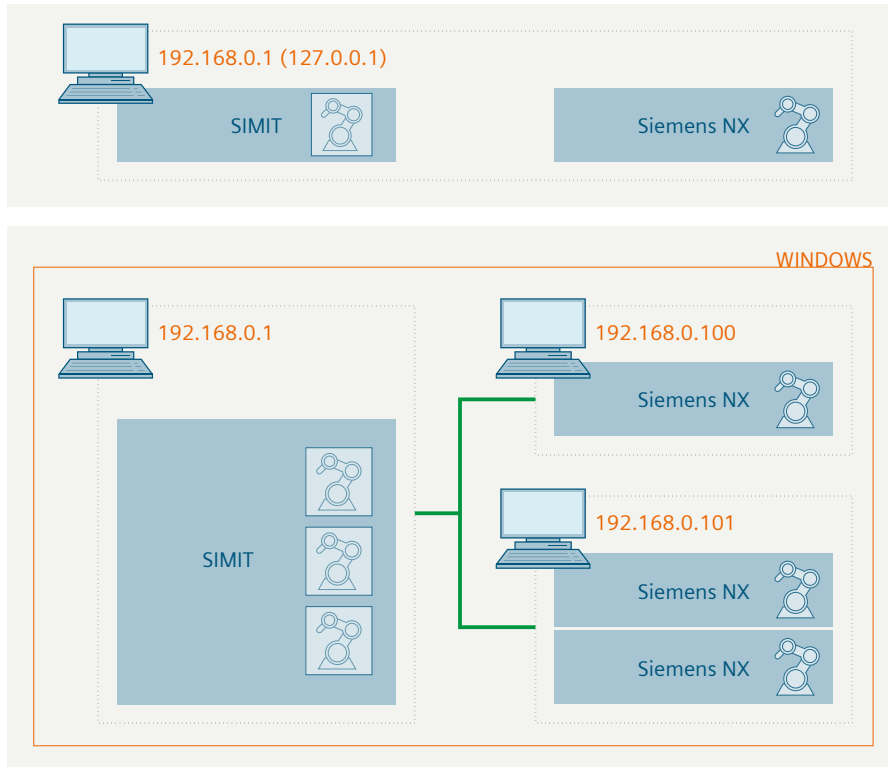 192.168.0.1 (127.0.0.1)
SIMIT
Siemens NX
WINDOWS
192.168.0.1
SIMIT
192.168.0.100
Siemens NX
192.168.0.101
Siemens NX
Siemens NX